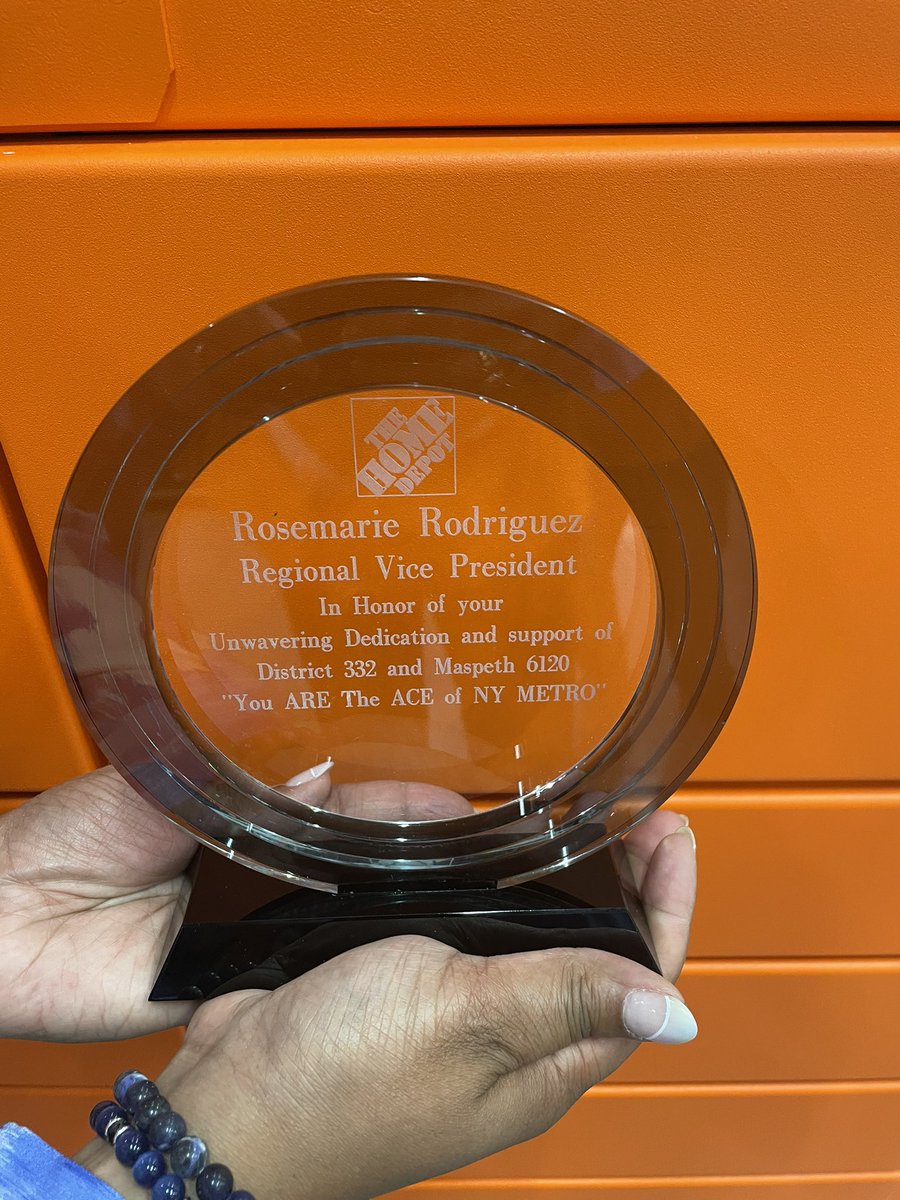 THE
HOME
DEPOT
Rosemarie Rodriguez
Regional Vice President
In Honor of your
Unwavering Dedication and support of
District 332 and Maspeth 6120
"You ARE The ACE of NY METRO"